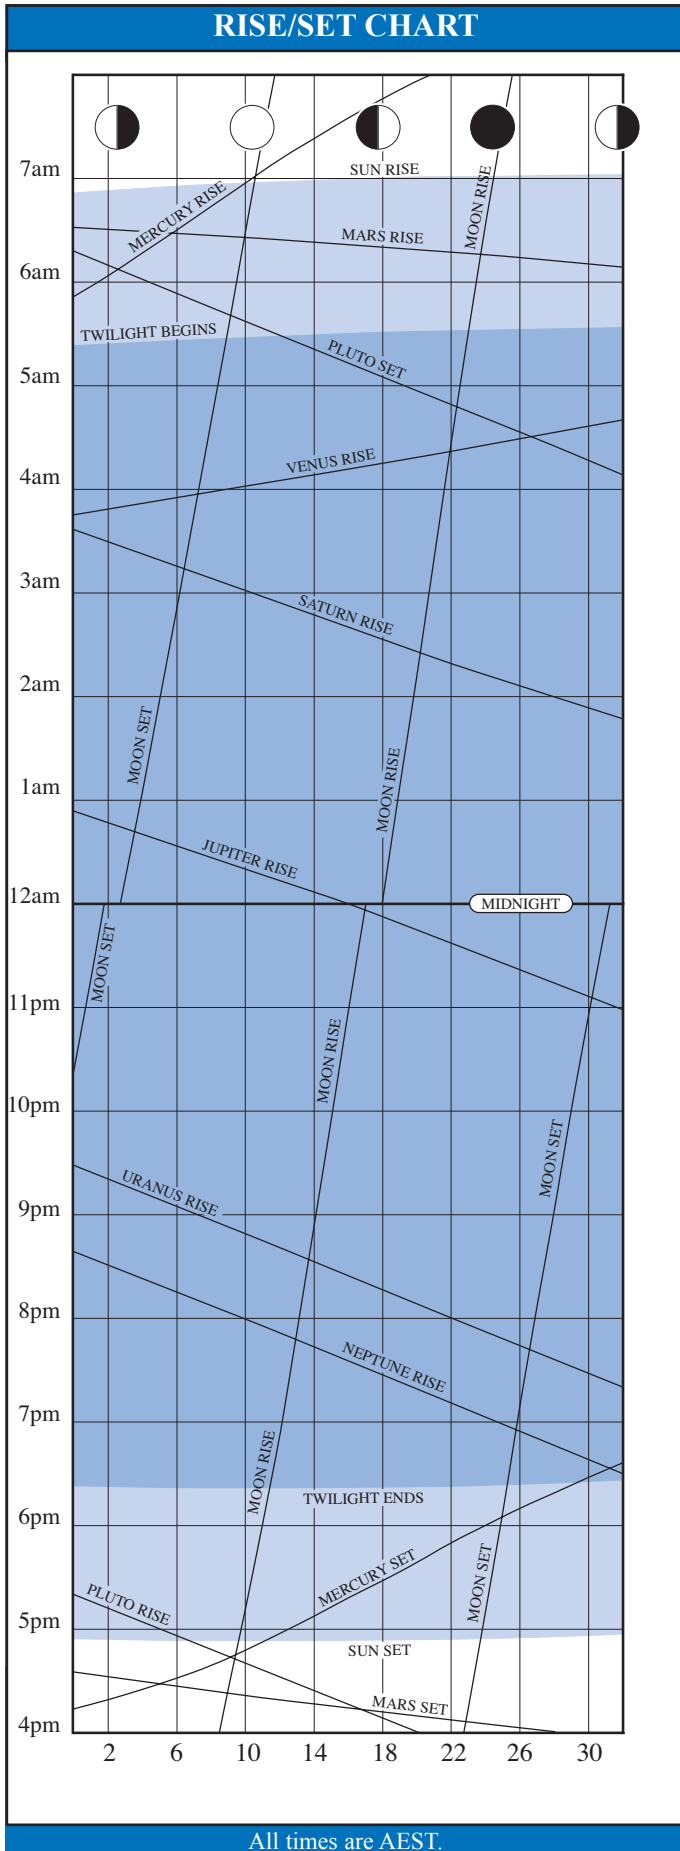 RISE/SET CHART
7am
SUN RISE
MERCURY RISE
MOON RISE
MARS RISE
6am
TWILIGHT BEGINS
PLUTO SET
5am
VENUS RISE
4am
3am
SATURN RISE
2am
MOON SET
MOON RISE
1am
JUPITER RISE
12am
MIDNIGHT
MOON SET
11pm
MOON RISE
10pm
MOON SET
URANUS RISE
9pm
8pm
NEPTUNE RISE
7pm
MOON RISE
TWILIGHT ENDS
6pm
MERCURY SET
MOON SET
PLUTO RISE
5pm
SUN SET
MARS SET
4pm
2 6 10 14 18 22 26 30
All times are AEST.